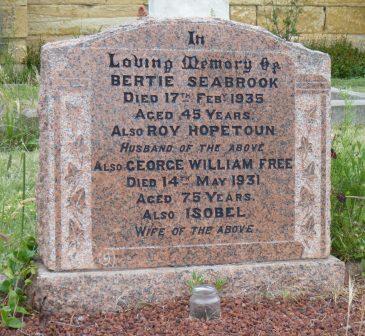 In
Loving Memory Of
BERTIE SEABROOK
DIED 17TH FEB. 1935
AGED 45 YEARS.
ALSO ROY HOPETOUN
HUSBAND OF THE ABOVE
ALSO GEORGE WILLIAM FREE
DIED 14TH MAY 1931
AGED 75 YEARS.
ALSO ISOBEL
WIFE OF THE ABOVE.